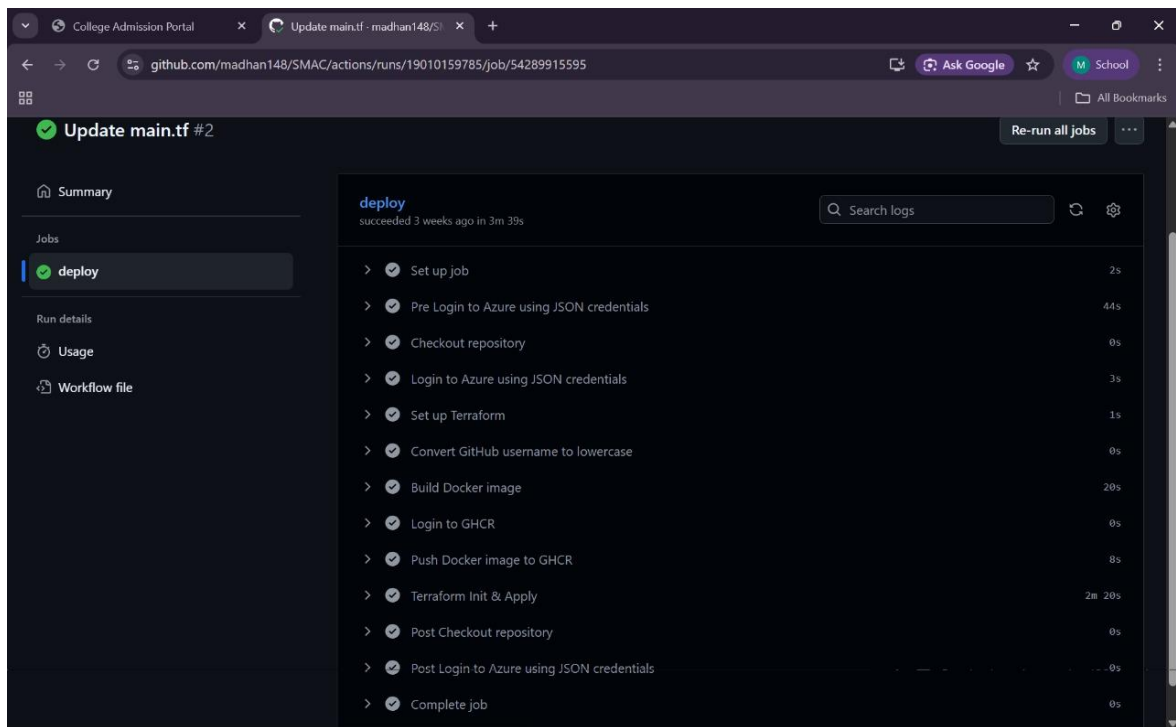 College Admission Portal
Update main.tf · madhan148/S
github.com/madhan148/SMAC/actions/runs/19010159785/job/54289915595
Ask Google
M School
All Bookmarks
Update main.tf #2
Re-run all jobs
Summary
Jobs
deploy
Run details
Usage
Workflow file
deploy
succeeded 3 weeks ago in 3m 39s
Search logs
Set up job 2s
Pre Login to Azure using JSON credentials 44s
Checkout repository 0s
Login to Azure using JSON credentials 3s
Set up Terraform 1s
Convert GitHub username to lowercase 0s
Build Docker image 20s
Login to GHCR 0s
Push Docker image to GHCR 8s
Terraform Init & Apply 2m 20s
Post Checkout repository 0s
Post Login to Azure using JSON credentials 0s
Complete job 0s